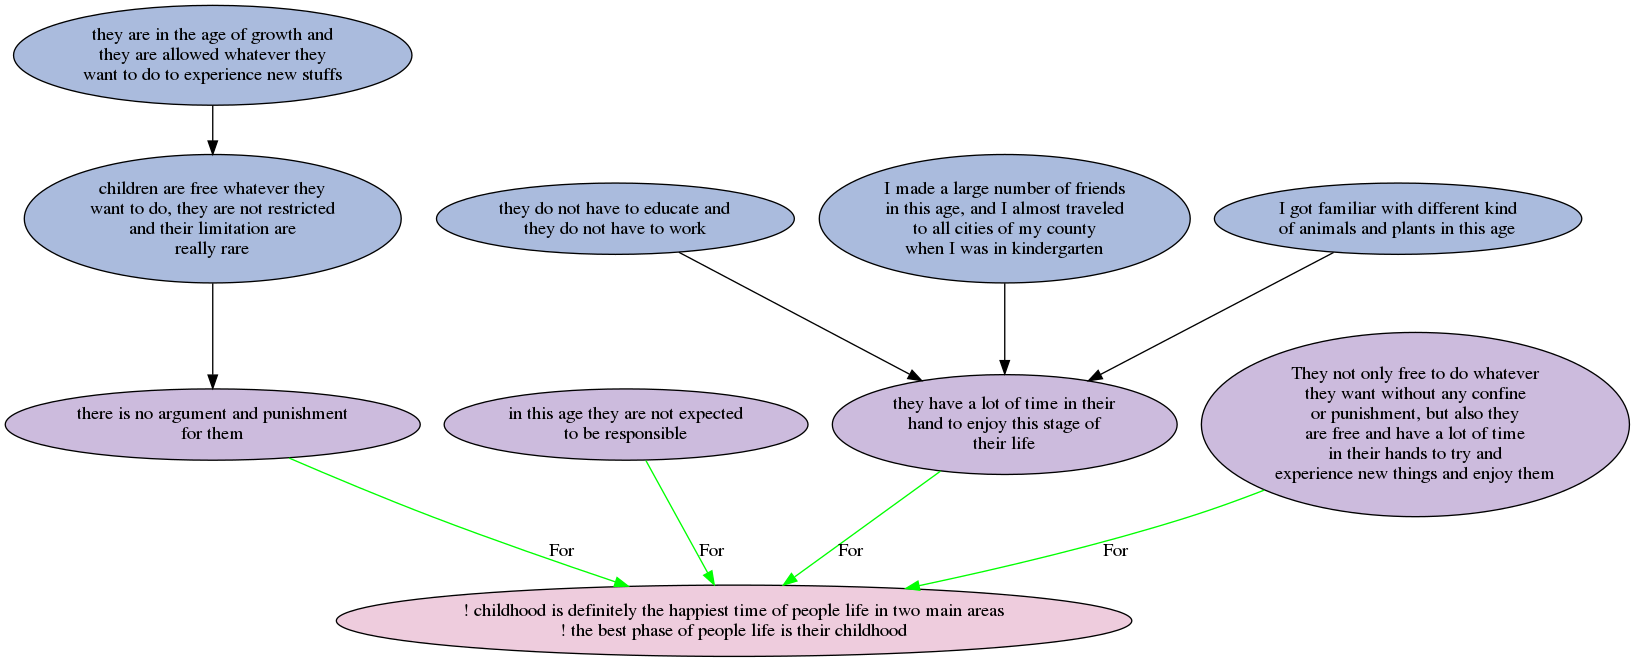 they are in the age of growth and
they are allowed whatever they
want to do to experience new stuffs
children are free whatever they
want to do, they are not restricted
and their limitation are
really rare
they do not have to educate and
they do not have to work
I made a large number of friends
in this age, and I almost traveled
to all cities of my county
when I was in kindergarten
I got familiar with different kind
of animals and plants in this age
there is no argument and punishment
for them
in this age they are not expected
to be responsible
they have a lot of time in their
hand to enjoy this stage of
their life
They not only free to do whatever
they want without any confine
or punishment, but also they
are free and have a lot of time
in their hands to try and
experience new things and enjoy them
For
For
For
For
! childhood is definitely the happiest time of people life in two main areas
! the best phase of people life is their childhood